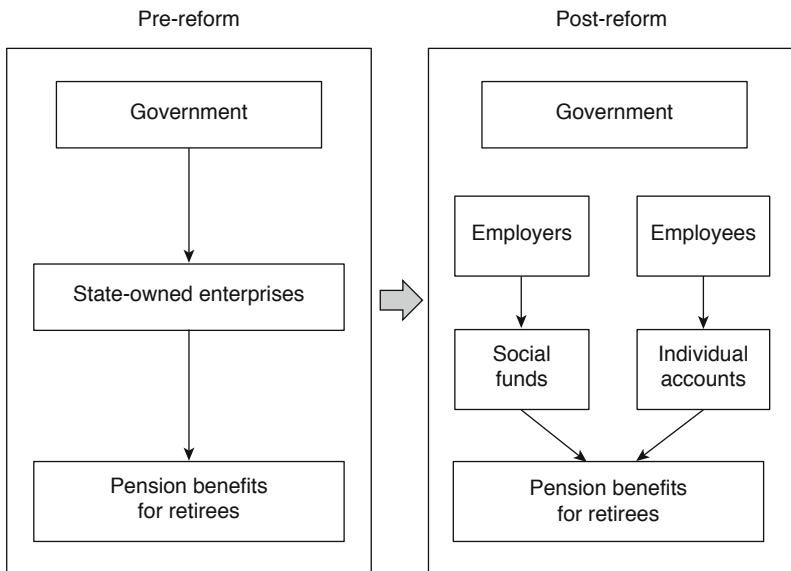 Pre-reform
Government
State-owned enterprises
Pension benefits
for retirees
Post-reform
Government
Employers
Employees
Social
funds
Individual
accounts
Pension benefits
for retirees